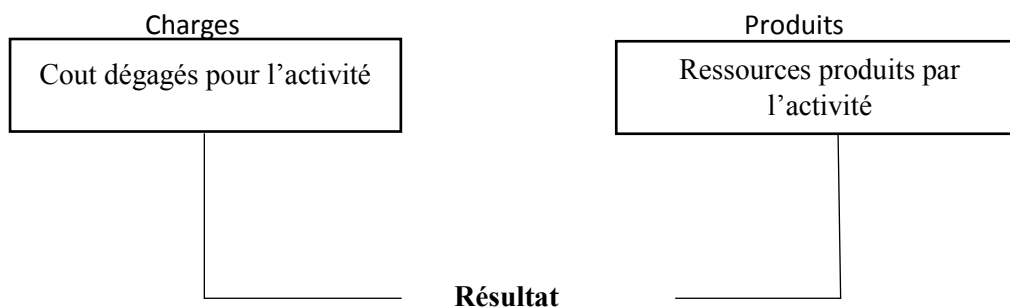 Charges
Produits
Cout dégagés pour l’activité
Ressources produits par
l’activité
Résultat